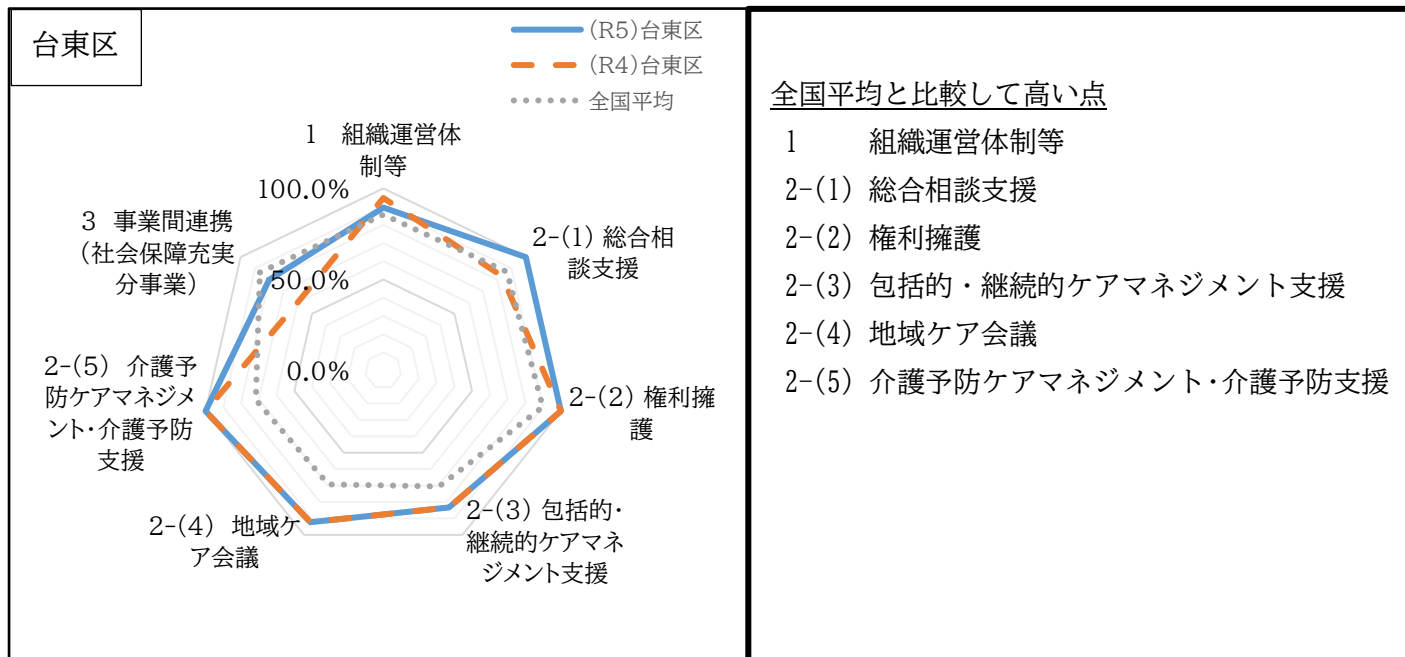 台東区
(R5)台東区
(R4)台東区
全国平均
1 組織運営体
制等
100.0%
50.0%
0.0%
2-(1) 総合相
談支援
2-(2) 権利擁
護
2-(3) 包括的・
継続的ケアマネ
ジメント支援
2-(4) 地域ケ
ア会議
2-(5) 介護予
防ケアマネジメ
ント・介護予防
支援
3 事業間連携
（社会保障充実
分事業）
全国平均と比較して高い点
1 組織運営体制等
2-(1) 総合相談支援
2-(2) 権利擁護
2-(3) 包括的・継続的ケアマネジメント支援
2-(4) 地域ケア会議
2-(5) 介護予防ケアマネジメント・介護予防支援